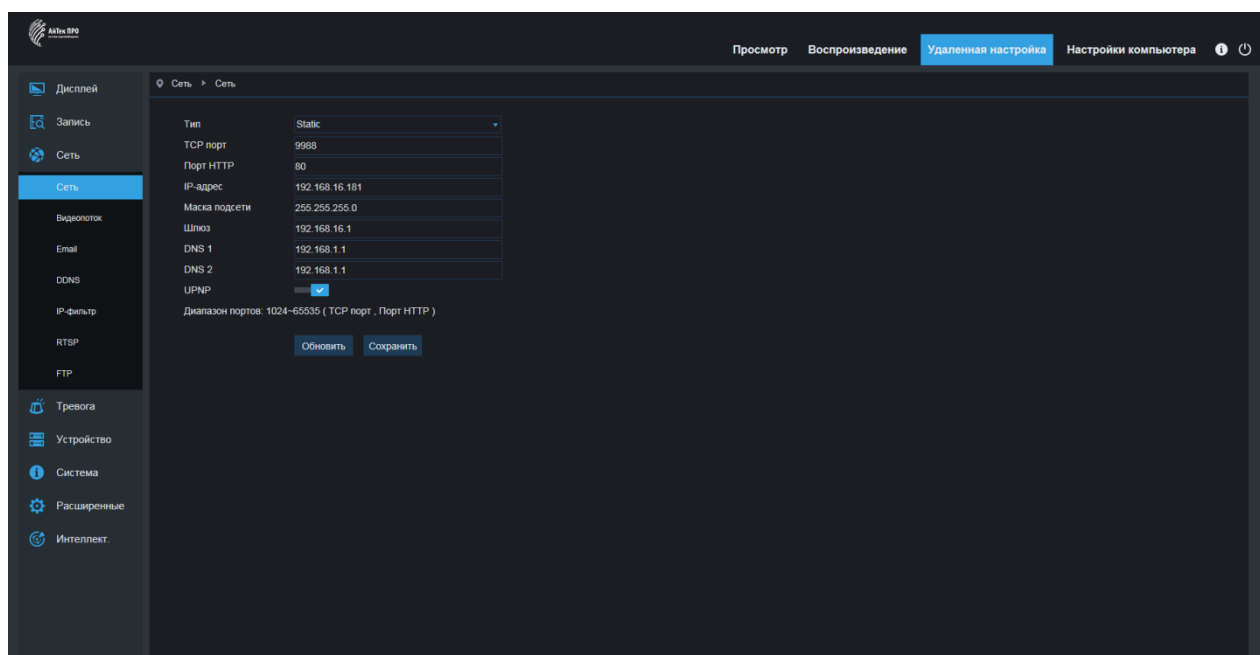 АйТек ПРО
Просмотр Воспроизведение Удаленная настройка Настройки компьютера
Дисплей
Запись
Сеть
Сеть
Видеопоток
Email
DDNS
IP-фильтр
RTSP
FTP
Тревога
Устройство
Система
Расширенные
Интеллект.
Сеть Сеть
Тип Static
TCP порт 9988
Порт HTTP 80
IP-адрес 192.168.16.181
Маска подсети 255.255.255.0
Шлюз 192.168.16.1
DNS 1 192.168.1.1
DNS 2 192.168.1.1
UPNP
Диапазон портов: 1024~65535 ( TCP порт , Порт HTTP )
Обновить Сохранить